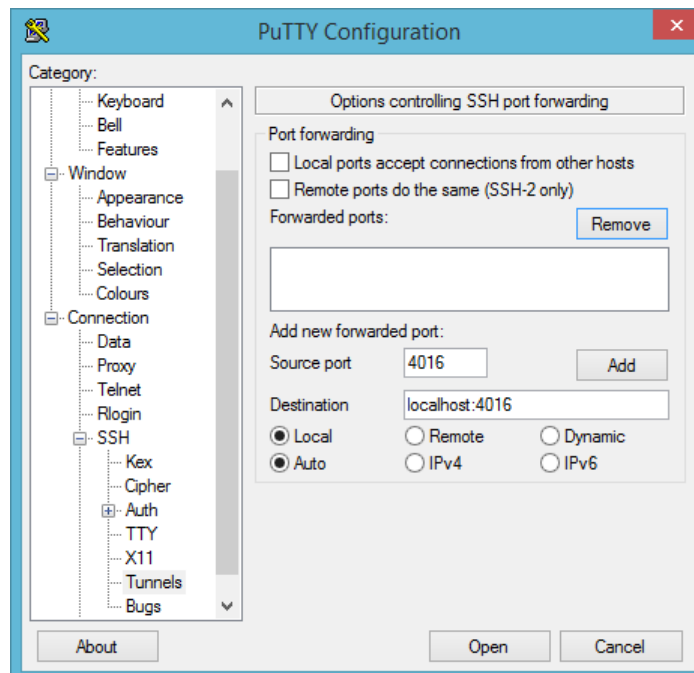 PuTTY Configuration
Category:
Keyboard
Bell
Features
Window
Appearance
Behaviour
Translation
Selection
Colours
Connection
Data
Proxy
Telnet
Rlogin
SSH
Kex
Cipher
Auth
TTY
X11
Tunnels
Bugs
Options controlling SSH port forwarding
Port forwarding
Local ports accept connections from other hosts
Remote ports do the same (SSH-2 only)
Forwarded ports:
Remove
Add new forwarded port:
Source port 4016 Add
Destination localhost:4016
Local Remote Dynamic
Auto IPv4 IPv6
About Open Cancel